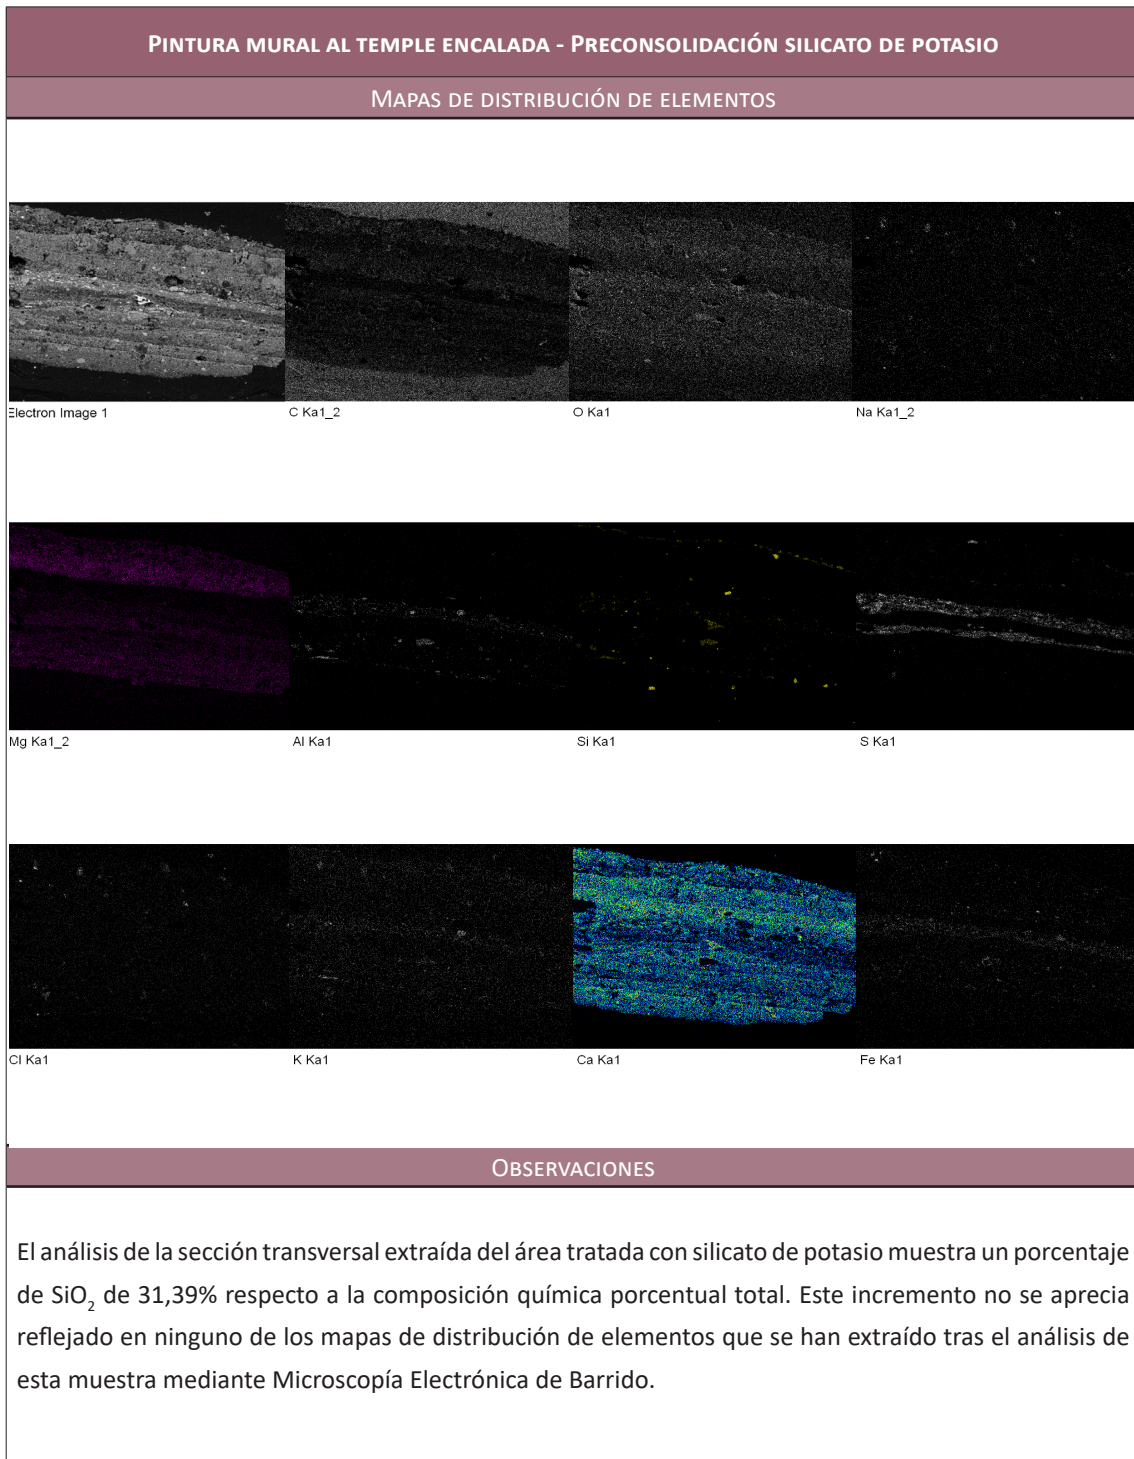 PINTURA MURAL AL TEMPLE ENCALADA - PRECONSOLIDACIÓN SILICATO DE POTASIO
MAPAS DE DISTRIBUCIÓN DE ELEMENTOS
Electron Image 1 C Ka1_2 O Ka1 Na Ka1_2
Mg Ka1_2 Al Ka1 Si Ka1 S Ka1
Cl Ka1 K Ka1 Ca Ka1 Fe Ka1
OBSERVACIONES
El análisis de la sección transversal extraída del área tratada con silicato de potasio muestra un porcentaje
de SiO₂ de 31,39% respecto a la composición química porcentual total. Este incremento no se aprecia
reflejado en ninguno de los mapas de distribución de elementos que se han extraído tras el análisis de
esta muestra mediante Microscopía Electrónica de Barrido.